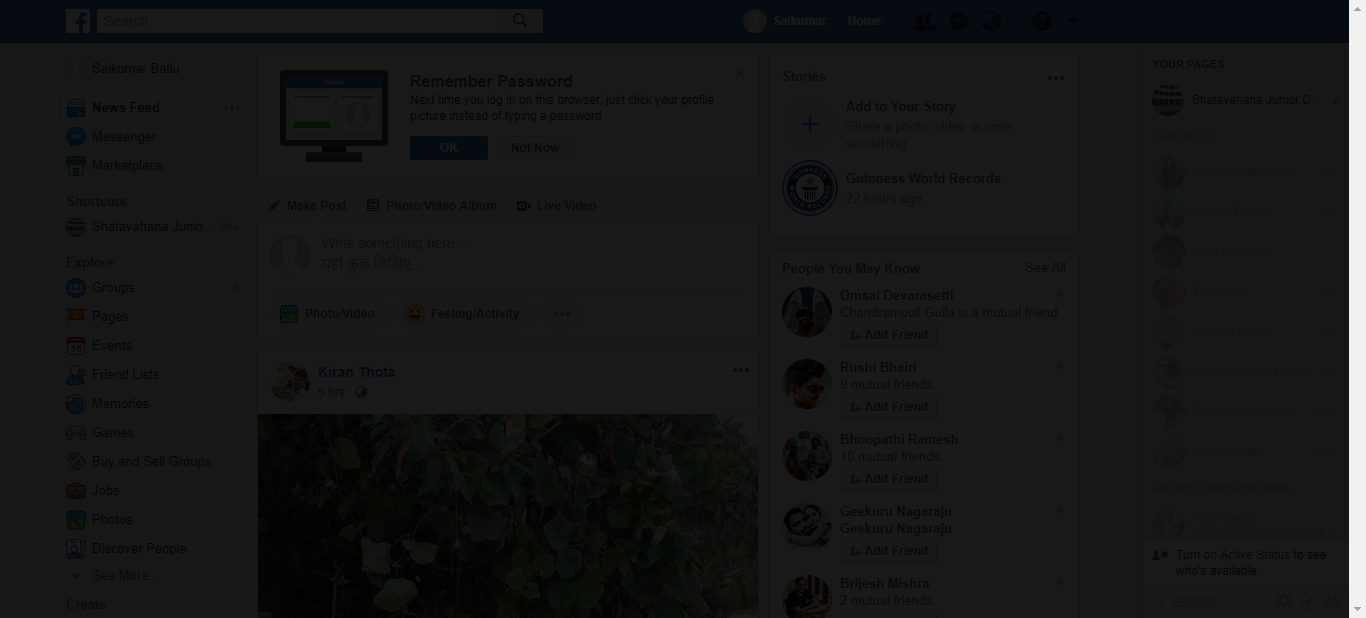 Search
Saikumar
Home
Saikumar Ballu
News Feed
Messenger
Marketplace
Shortcuts
Shatavahana Junio...
Explore
Groups
Pages
Events
Friend Lists
Memories
Games
Buy and Sell Groups
Jobs
Photos
Discover People
See More...
Create
Remember Password
Next time you log in on this browser, just click your profile
picture instead of typing a password.
OK
Not Now
Make Post
Photo/Video Album
Live Video
Write something here...
यहां कुछ लिखिए...
Photo/Video
Feeling/Activity
Kiran Thota
5 hrs
Stories
Add to Your Story
Share a photo, video or write
something
Guinness World Records
22 hours ago
People You May Know
See All
Omsai Devarasetti
Chandramouli Gulla is a mutual friend.
Add Friend
Rushi Bhairi
9 mutual friends
Add Friend
Bhoopathi Ramesh
10 mutual friends
Add Friend
Geekuru Nagaraju
Geekuru Nagaraju
Add Friend
Brijesh Mishra
2 mutual friends
YOUR PAGES
Shatavahana Junior C...
CONTACTS
Turn on Active Status to see
who's available.
Search